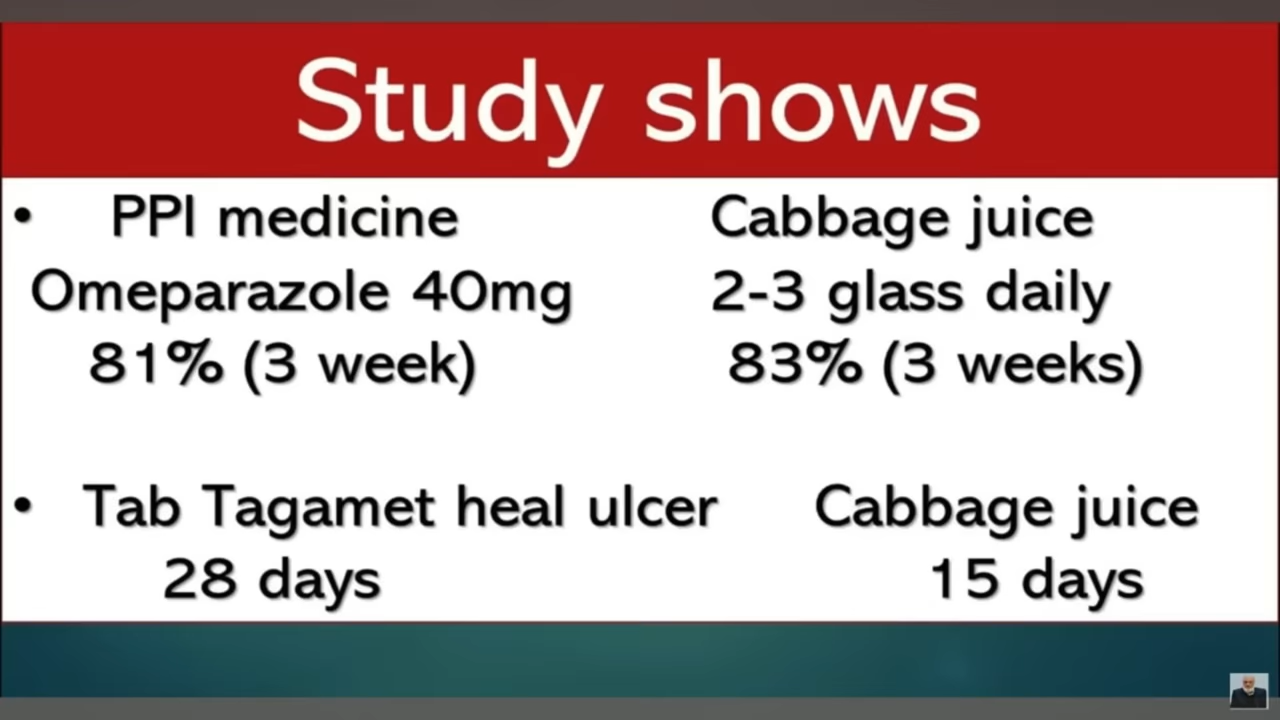 Study shows
• PPI medicine Cabbage juice
Omeparazole 40mg 2-3 glass daily
81% (3 week) 83% (3 weeks)
• Tab Tagamet heal ulcer Cabbage juice
28 days 15 days